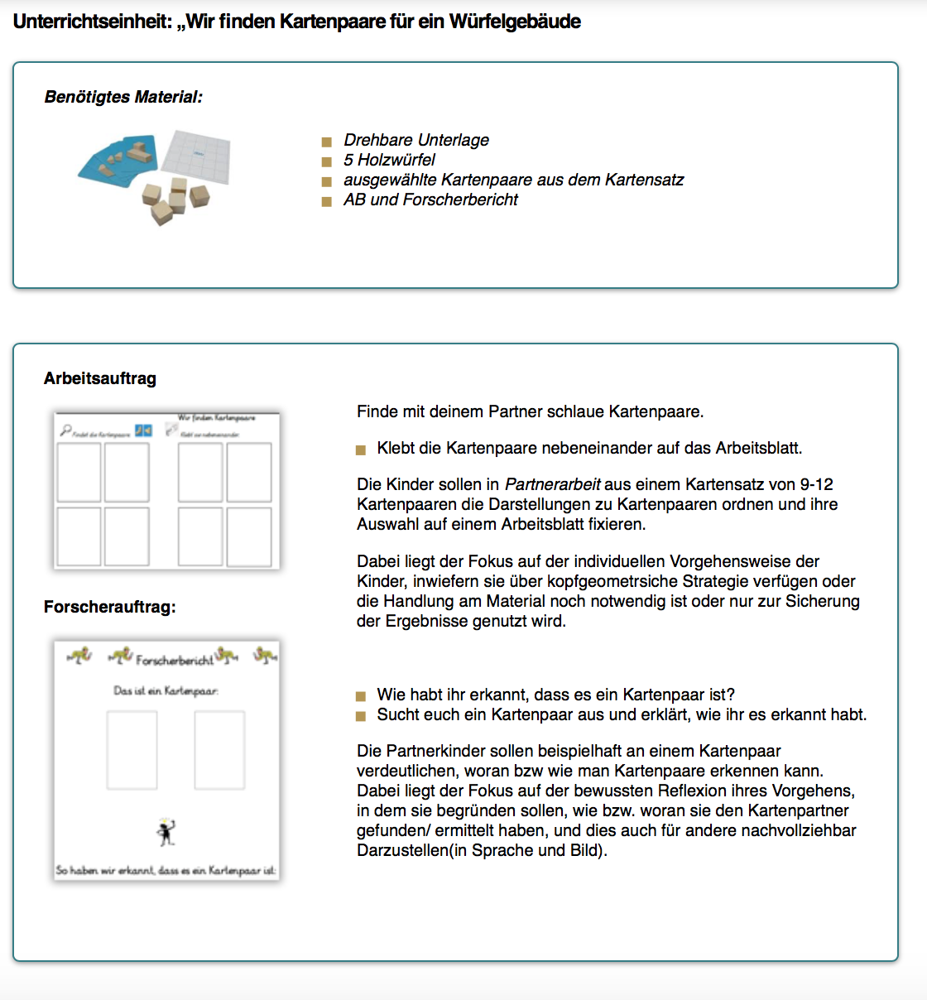 Unterrichtseinheit: „Wir finden Kartenpaare für ein Würfelgebäude
Benötigtes Material:
Drehbare Unterlage
5 Holzwürfel
ausgewählte Kartenpaare aus dem Kartensatz
AB und Forscherbericht
Arbeitsauftrag
Wir finden Kartenpaare
Findet die Kartenpaare
Klebt sie nebeneinander
Finde mit deinem Partner schlaue Kartenpaare.
Klebt die Kartenpaare nebeneinander auf das Arbeitsblatt.
Die Kinder sollen in Partnerarbeit aus einem Kartensatz von 9-12
Kartenpaaren die Darstellungen zu Kartenpaaren ordnen und ihre
Auswahl auf einem Arbeitsblatt fixieren.
Dabei liegt der Fokus auf der individuellen Vorgehensweise der
Kinder, inwiefern sie über kopfgeometrsiche Strategie verfügen oder
die Handlung am Material noch notwendig ist oder nur zur Sicherung
der Ergebnisse genutzt wird.
Forscherauftrag:
Forscherbericht
Das ist ein Kartenpaar:
So haben wir erkannt, dass es ein Kartenpaar ist:
Wie habt ihr erkannt, dass es ein Kartenpaar ist?
Sucht euch ein Kartenpaar aus und erklärt, wie ihr es erkannt habt.
Die Partnerkinder sollen beispielhaft an einem Kartenpaar
verdeutlichen, woran bzw wie man Kartenpaare erkennen kann.
Dabei liegt der Fokus auf der bewussten Reflexion ihres Vorgehens,
in dem sie begründen sollen, wie bzw. woran sie den Kartenpartner
gefunden/ ermittelt haben, und dies auch für andere nachvollziehbar
Darzustellen(in Sprache und Bild).